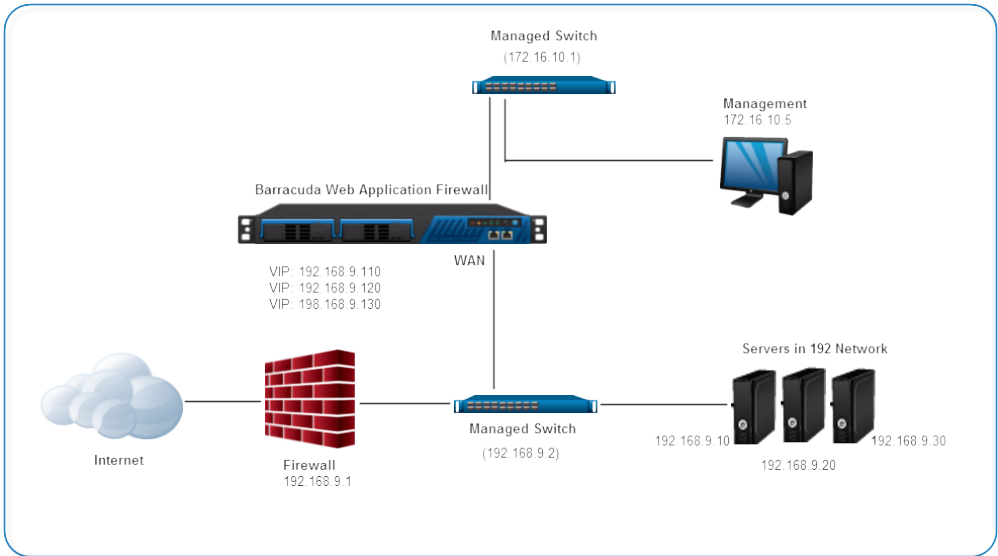 Managed Switch
(172.16.10.1)
Management
172.16.10.5
Barracuda Web Application Firewall
WAN
VIP: 192.168.9.110
VIP: 192.168.9.120
VIP: 198.168.9.130
Servers in 192 Network
192.168.9.10
192.168.9.20
192.168.9.30
Managed Switch
(192.168.9.2)
Internet
Firewall
192.168.9.1